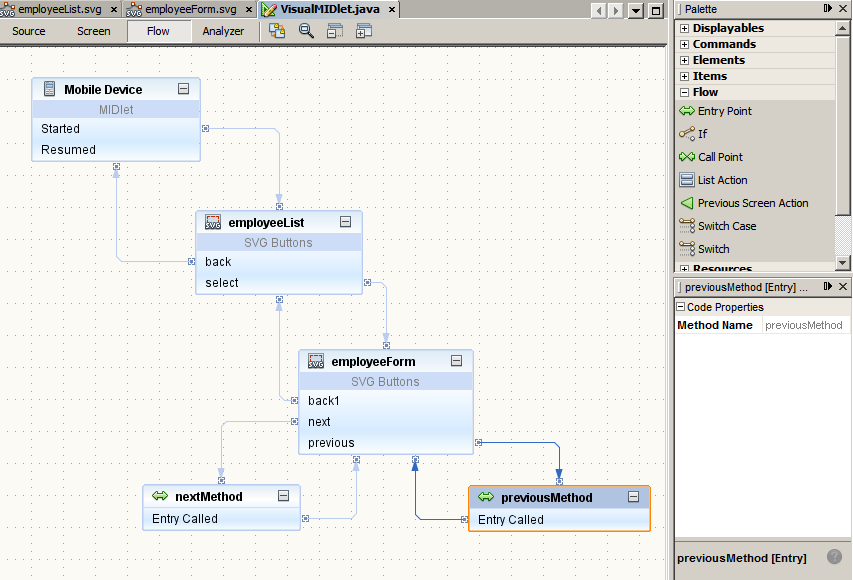 employeeList.svg
employeeForm.svg
VisualMIDlet.java
Source
Screen
Flow
Analyzer
Mobile Device
MIDlet
Started
Resumed
SVG
employeeList
SVG Buttons
back
select
SVG
employeeForm
SVG Buttons
back1
next
previous
nextMethod
Entry Called
previousMethod
Entry Called
Palette
Displayables
Commands
Elements
Items
Flow
Entry Point
If
Call Point
List Action
Previous Screen Action
Switch Case
Switch
Resources
previousMethod [Entry] ...
Code Properties
Method Name previousMethod
previousMethod [Entry]